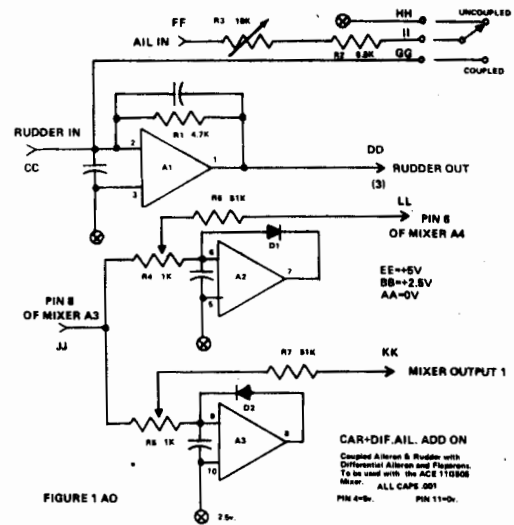 FF
AIL IN
R3 10K
R2 6.8K
HH
II
GG
UNCOUPLED
COUPLED
RUDDER IN
CC
R1 4.7K
2
3
A1
1
DD
RUDDER OUT
(3)
LL
PIN 6
OF MIXER A4
R6 51K
D1
R4 1K
6
5
A2
7
EE=+5V
BB=+2.5V
AA=0V
PIN 8
OF MIXER A3
JJ
R7 51K
KK
MIXER OUTPUT 1
D2
R5 1K
9
10
A3
8
CAR+DIF.AIL. ADD ON
Coupled Aileron & Rudder with
Differential Aileron and Flaperons.
To be used with the ACE 11G505
Mixer.
ALL CAPS .001
PIN 4=5v. PIN 11=0v.
FIGURE 1 AO
2.5v.